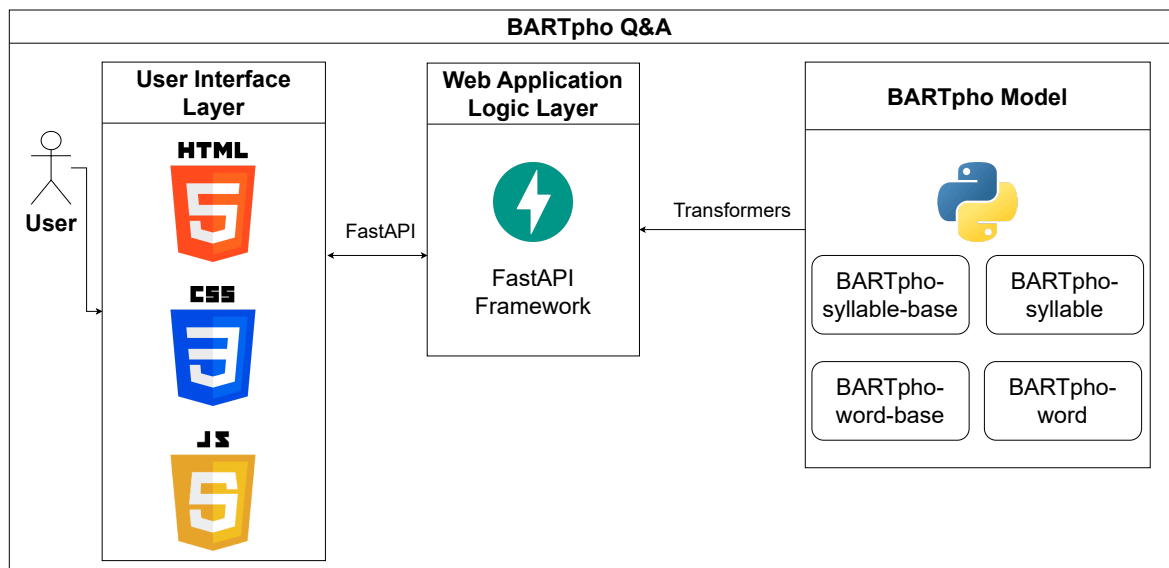 BARTpho Q&A
User Interface
Layer
HTML
CSS
JS
User
FastAPI
Web Application
Logic Layer
FastAPI
Framework
Transformers
BARTpho Model
BARTpho-
syllable-base
BARTpho-
syllable
BARTpho-
word-base
BARTpho-
word